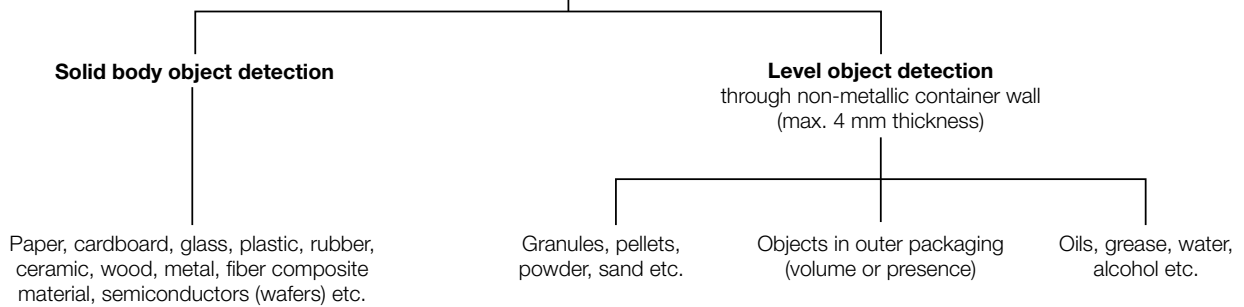 Solid body object detection
Level object detection
through non-metallic container wall
(max. 4 mm thickness)
Paper, cardboard, glass, plastic, rubber,
ceramic, wood, metal, fiber composite
material, semiconductors (wafers) etc.
Granules, pellets,
powder, sand etc.
Objects in outer packaging
(volume or presence)
Oils, grease, water,
alcohol etc.